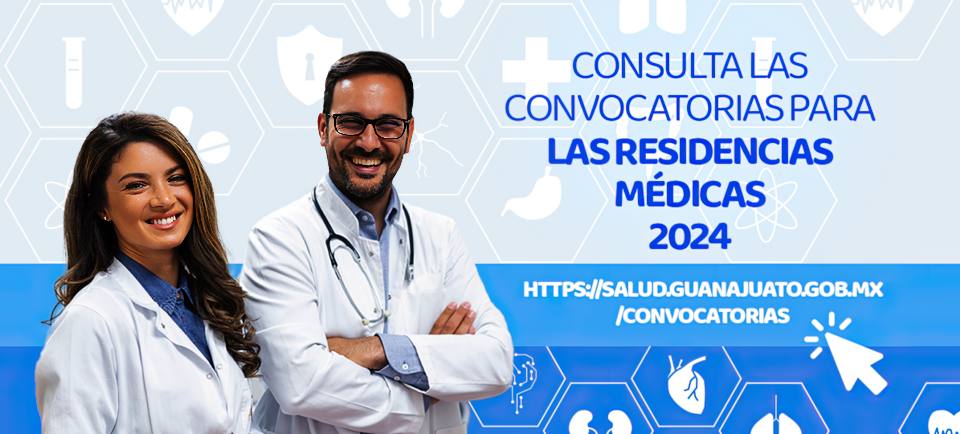 CONSULTA LAS
CONVOCATORIAS PARA
LAS RESIDENCIAS
MÉDICAS
2024
HTTPS://SALUD.GUANAJUATO.GOB.MX
/CONVOCATORIAS